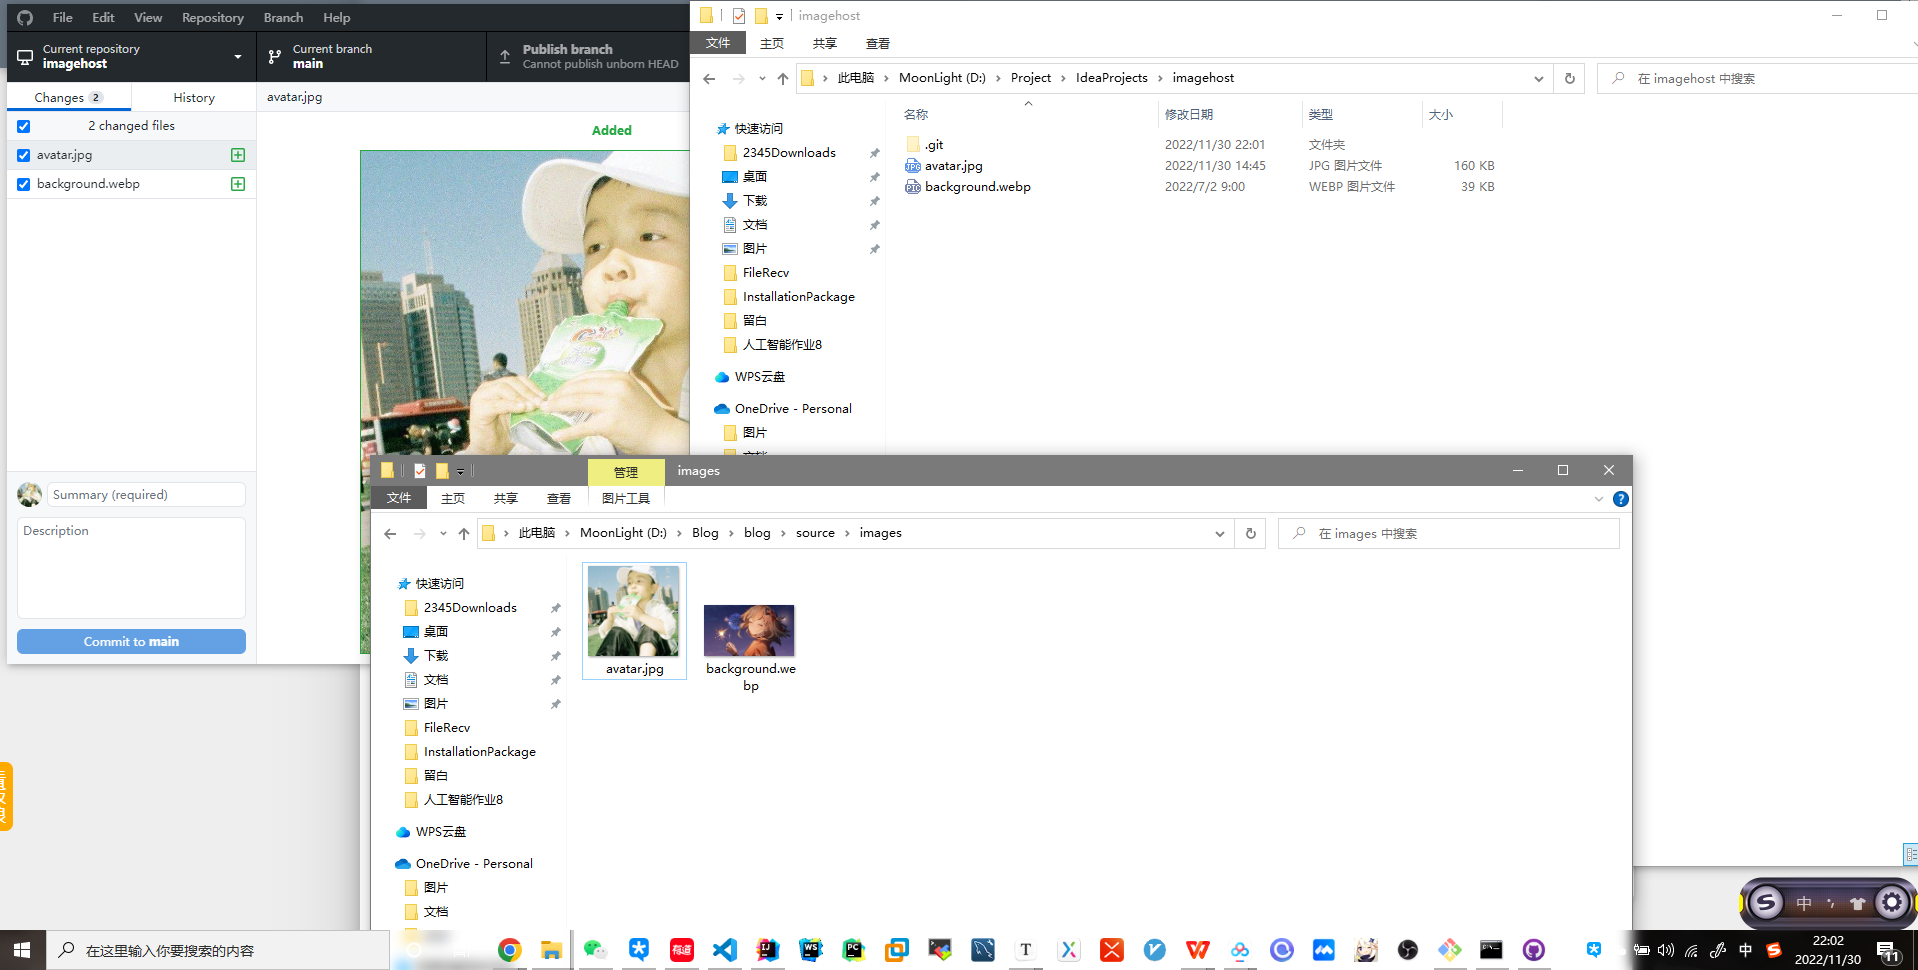 File Edit View Repository Branch Help
Current repository
imagehost
Current branch
main
Publish branch
Cannot publish unborn HEAD
Changes 2
History
avatar.jpg
2 changed files
avatar.jpg
background.webp
Added
Summary (required)
Description
Commit to main
imagehost
文件 主页 共享 查看
此电脑 › MoonLight (D:) › Project › IdeaProjects › imagehost
在 imagehost 中搜索
快速访问
2345Downloads
桌面
下载
文档
图片
FileRecv
InstallationPackage
留白
人工智能作业8
WPS云盘
OneDrive - Personal
图片
名称 修改日期 类型 大小
.git 2022/11/30 22:01 文件夹
avatar.jpg 2022/11/30 14:45 JPG 图片文件 160 KB
background.webp 2022/7/2 9:00 WEBP 图片文件 39 KB
管理 images
文件 主页 共享 查看 图片工具
此电脑 › MoonLight (D:) › Blog › blog › source › images
在 images 中搜索
快速访问
2345Downloads
桌面
下载
文档
图片
FileRecv
InstallationPackage
留白
人工智能作业8
WPS云盘
OneDrive - Personal
图片
文档
avatar.jpg
background.we
bp
中
在这里输入你要搜索的内容
有道
WS
PC
T
中
22:02
2022/11/30
11